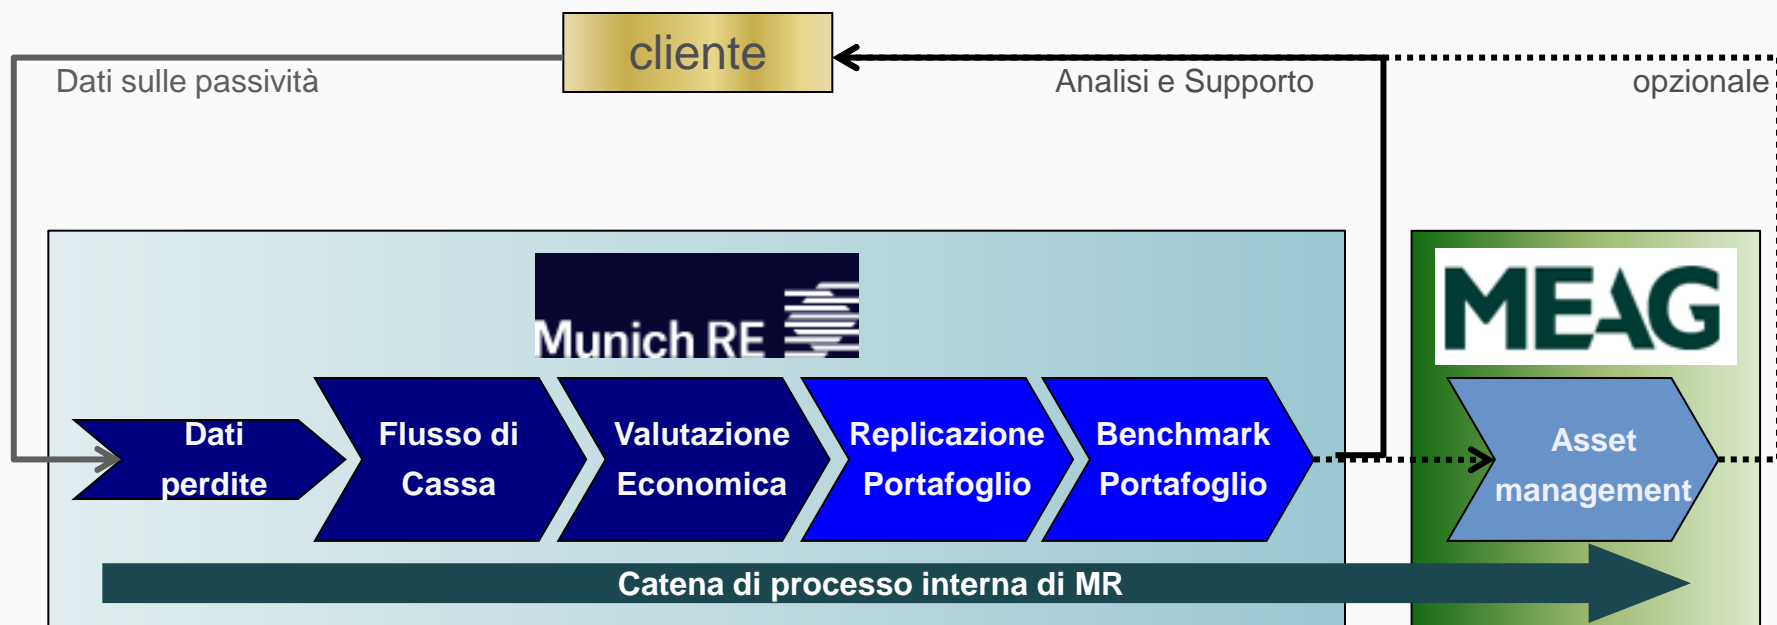 cliente
Dati sulle passività
Analisi e Supporto
opzionale
Munich RE
MEAG
Dati
perdite
Flusso di
Cassa
Valutazione
Economica
Replicazione
Portafoglio
Benchmark
Portafoglio
Asset
management
Catena di processo interna di MR